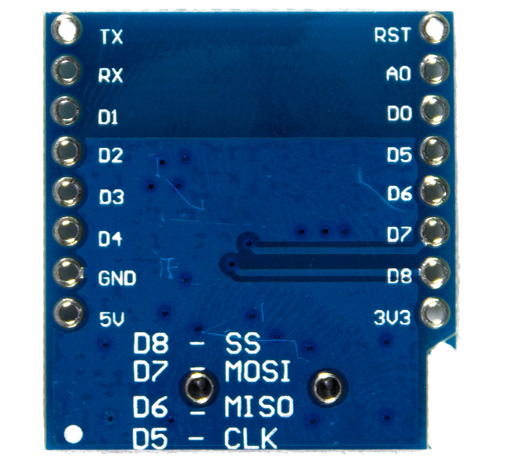 TX RST
RX A0
D1 D0
D2 D5
D3 D6
D4 D7
GND D8
5V 3V3
D8 - SS
D7 - MOSI
D6 - MISO
D5 - CLK